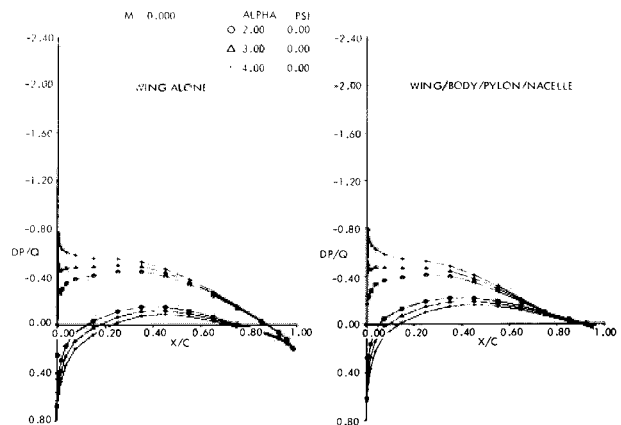 M 0.000 ALPHA PSI
2.00 0.00
3.00 0.00
4.00 0.00
WING ALONE
-2.40
-2.00
-1.60
-1.20
-0.80
DP/Q
-0.40
0.00
0.40
0.80
0.00 0.20 0.40 0.60 0.80 1.00
X/C
WING/BODY/PYLON/NACELLE
-2.40
-2.00
-1.60
-1.20
-0.80
DP/Q
-0.40
0.00
0.40
0.80
0.00 0.20 0.40 0.60 0.80 1.00
X/C